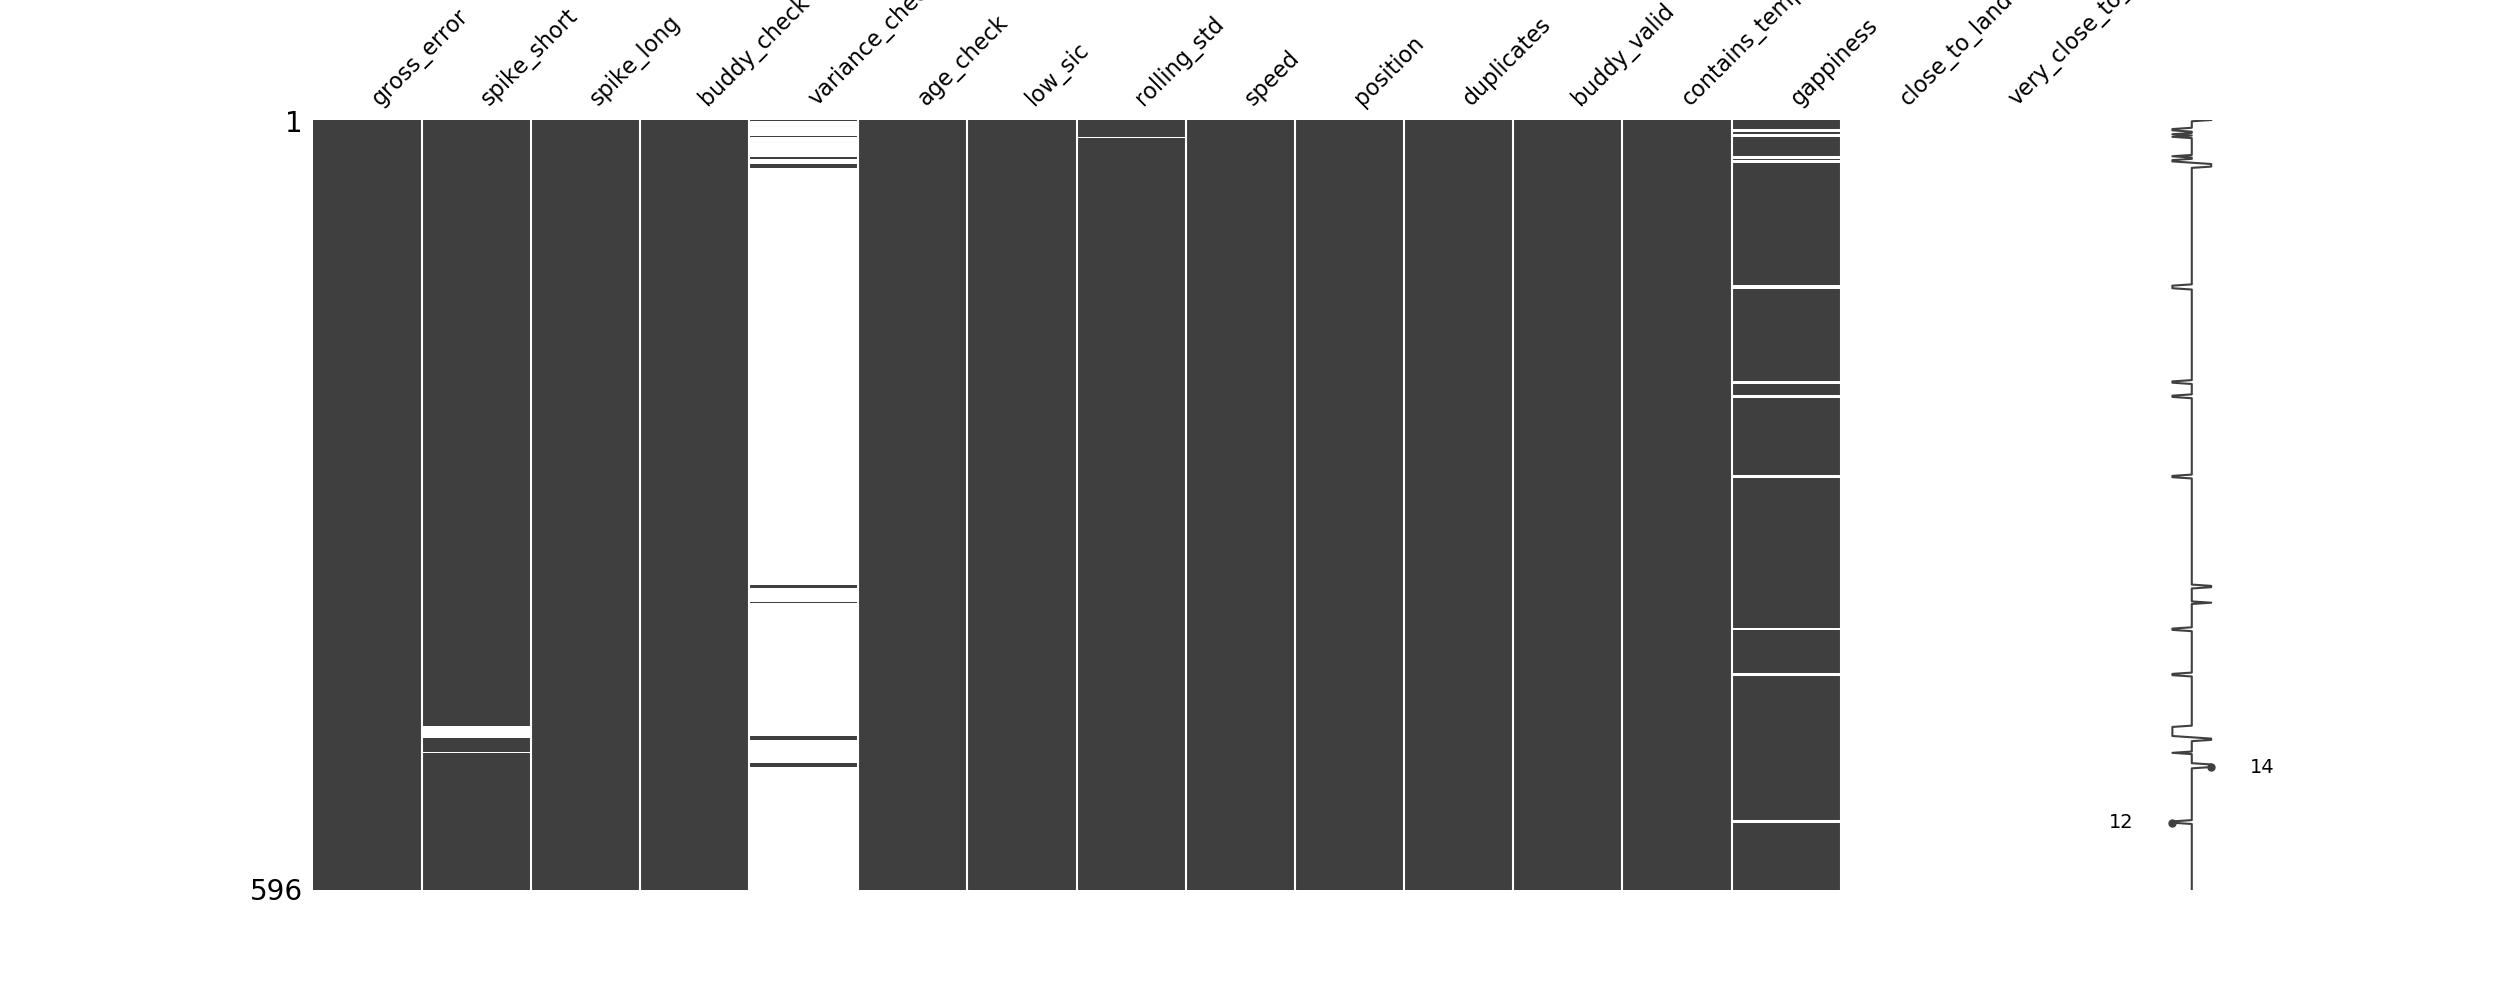 gross_error
spike_short
spike_long
buddy_check
variance_che
age_check
low_sic
rolling_std
speed
position
duplicates
buddy_valid
contains_temp
gappiness
close_to_land
very_close_to_
1
14
12
596